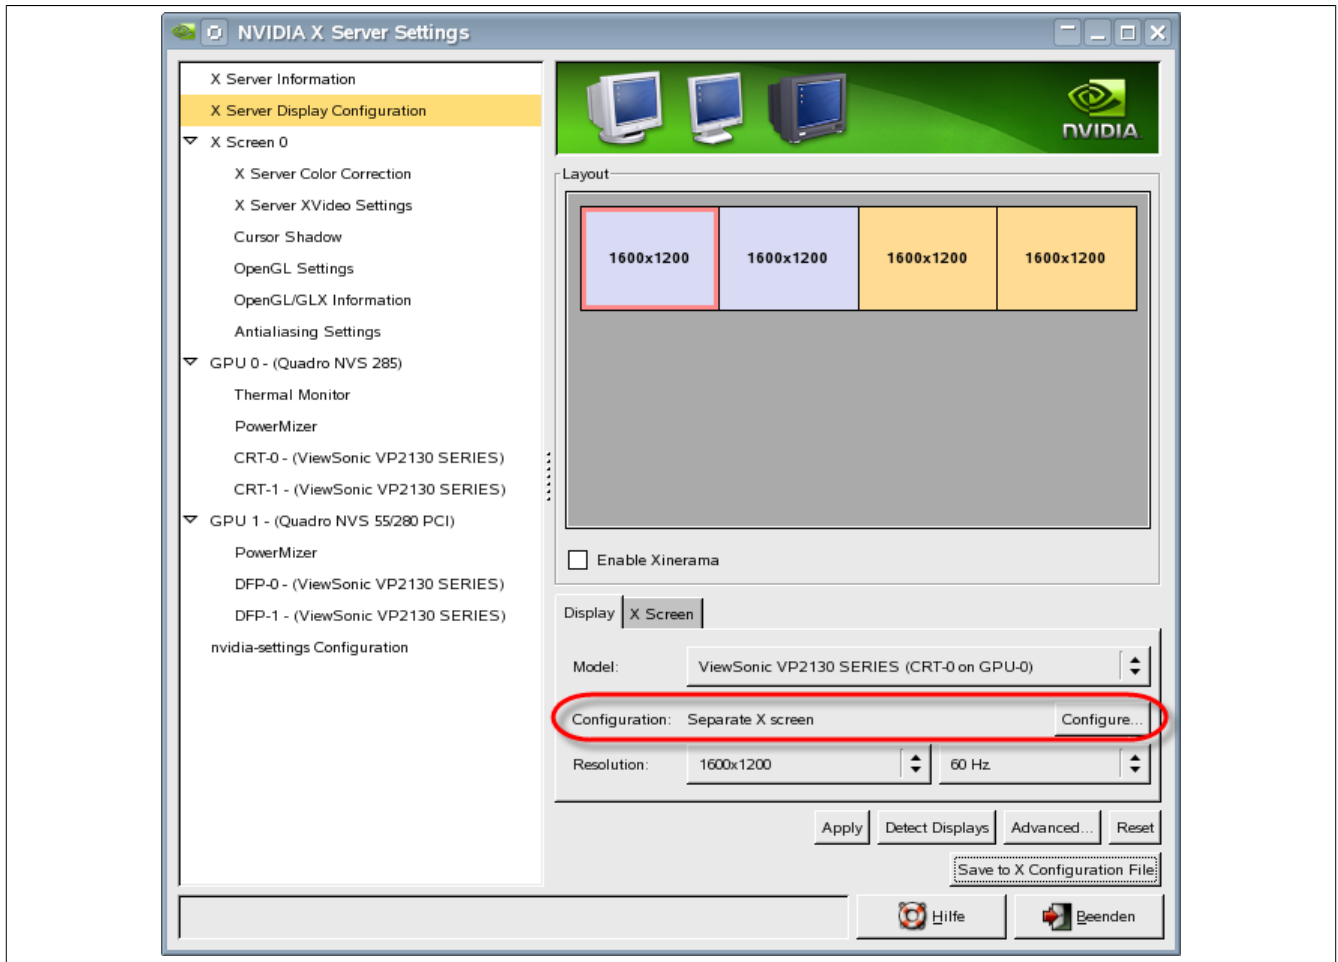 NVIDIA X Server Settings
X Server Information
X Server Display Configuration
X Screen 0
X Server Color Correction
X Server XVideo Settings
Cursor Shadow
OpenGL Settings
OpenGL/GLX Information
Antialiasing Settings
GPU 0 - (Quadro NVS 285)
Thermal Monitor
PowerMizer
CRT-0 - (ViewSonic VP2130 SERIES)
CRT-1 - (ViewSonic VP2130 SERIES)
GPU 1 - (Quadro NVS 55/280 PCI)
PowerMizer
DFP-0 - (ViewSonic VP2130 SERIES)
DFP-1 - (ViewSonic VP2130 SERIES)
nvidia-settings Configuration
NVIDIA
Layout
1600x1200 1600x1200 1600x1200 1600x1200
Enable Xinerama
Display X Screen
Model: ViewSonic VP2130 SERIES (CRT-0 on GPU-0)
Configuration: Separate X screen Configure...
Resolution: 1600x1200 60 Hz
Apply Detect Displays Advanced... Reset
Save to X Configuration File
Hilfe Beenden